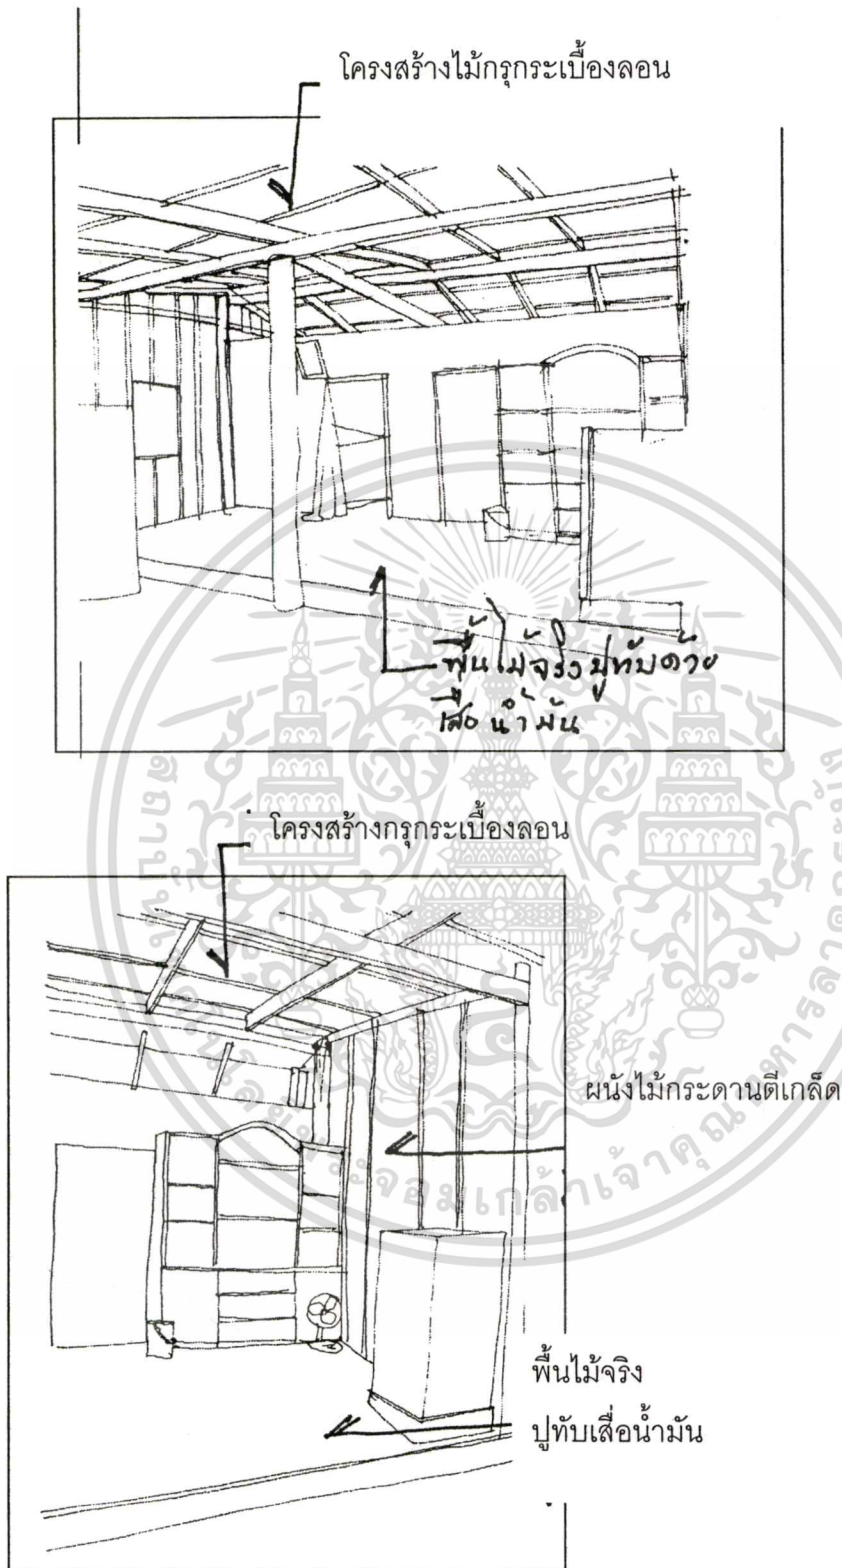 โครงสร้างไม้กรุกระเบื้องลอน
พื้นไม้จริงปูทับด้วย
เสื่อน้ำมัน
โครงสร้างกรุกระเบื้องลอน
ผนังไม้กระดานตีเกล็ด
พื้นไม้จริง
ปูทับเสื่อน้ำมัน